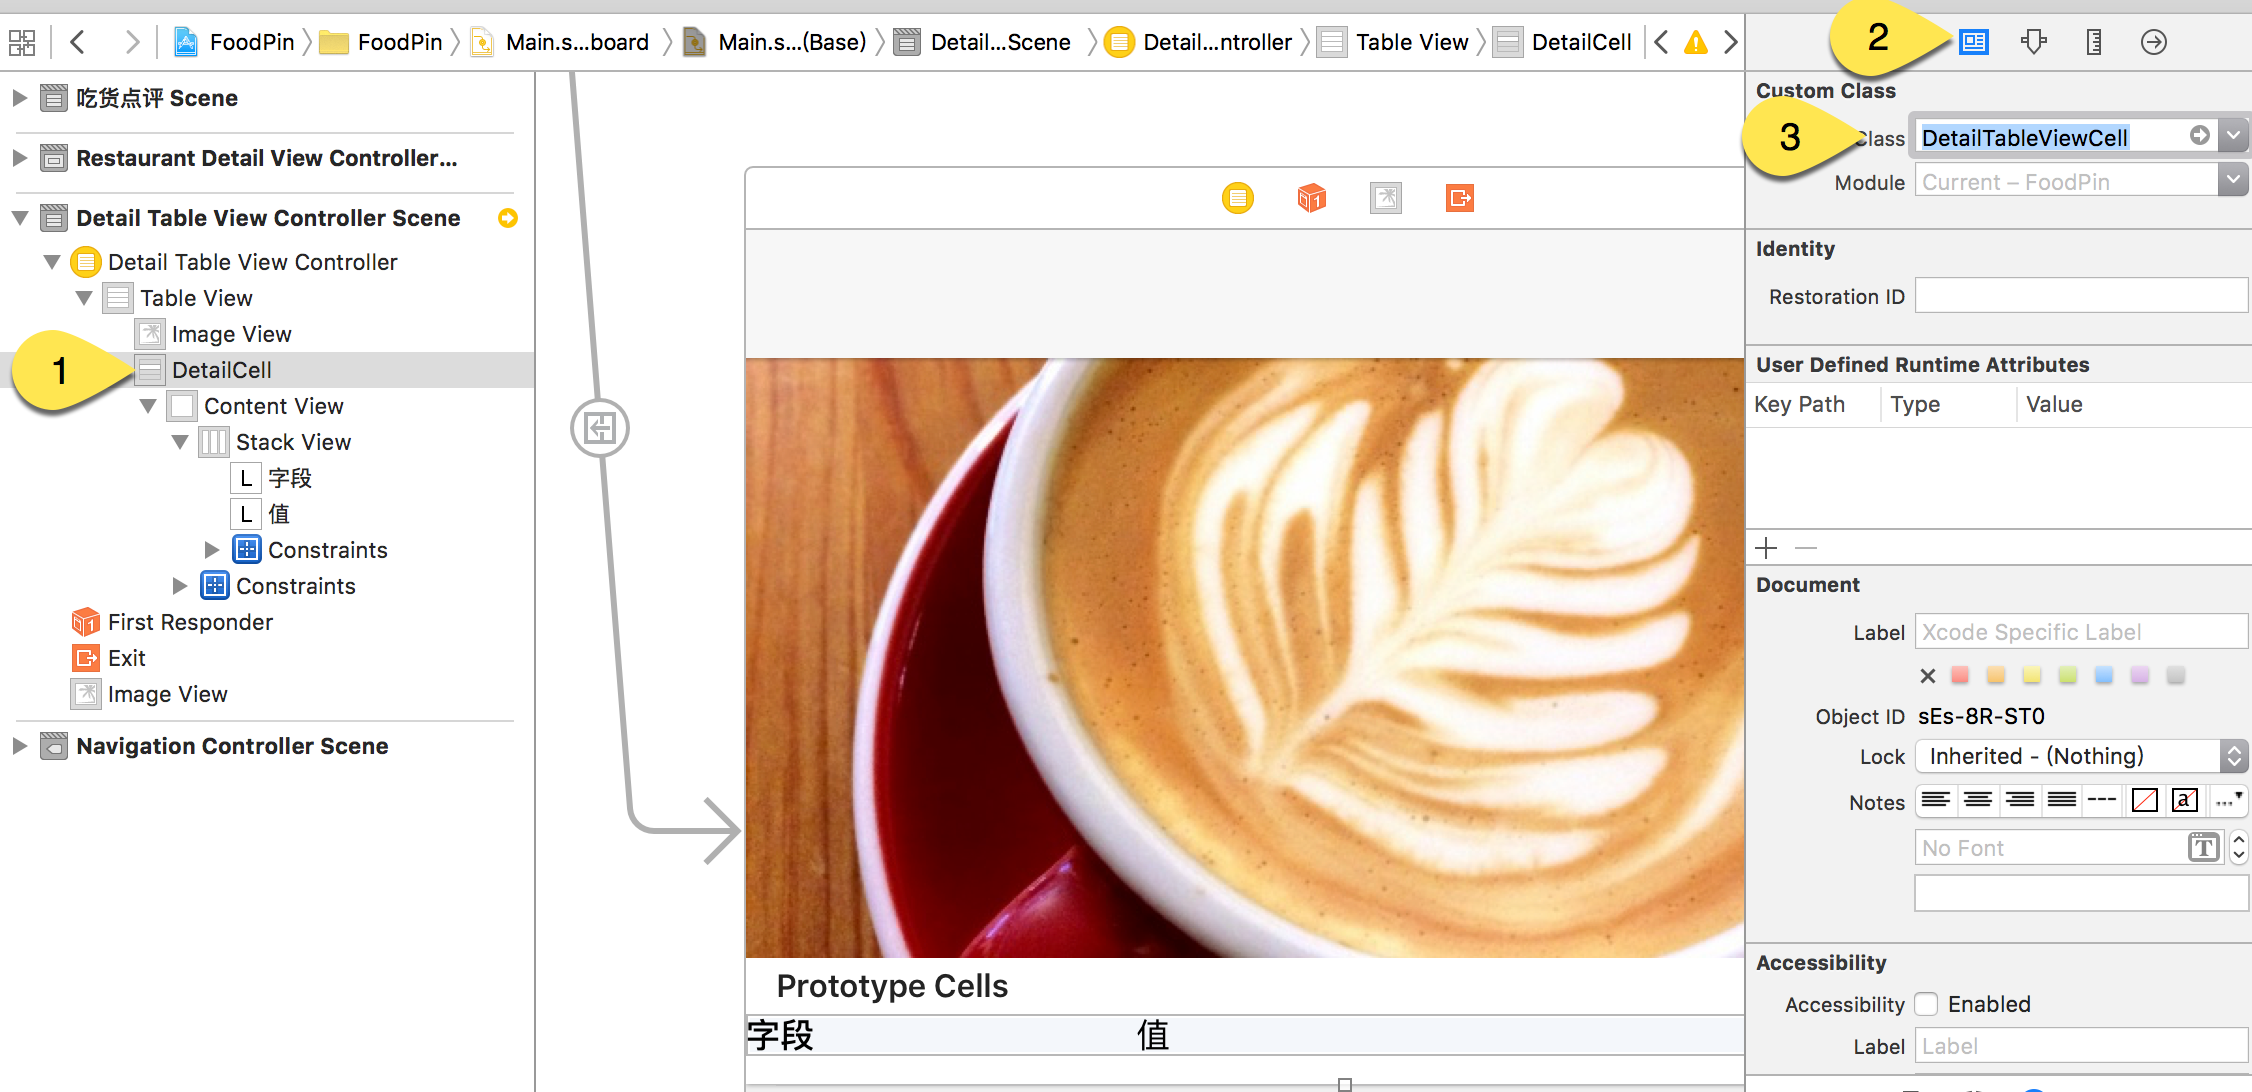 FoodPin FoodPin Main.s...board Main.s...(Base) Detail...Scene Detail...ntroller Table View DetailCell
2
吃货点评 Scene
Restaurant Detail View Controller...
Detail Table View Controller Scene
Detail Table View Controller
Table View
Image View
1
DetailCell
Content View
Stack View
L 字段
L 值
Constraints
Constraints
First Responder
Exit
Image View
Navigation Controller Scene
Prototype Cells
字段 值
Custom Class
3
Class DetailTableViewCell
Module Current – FoodPin
Identity
Restoration ID
User Defined Runtime Attributes
Key Path Type Value
Document
Label Xcode Specific Label
Object ID sEs-8R-ST0
Lock Inherited - (Nothing)
Notes
No Font
Accessibility
Accessibility Enabled
Label Label